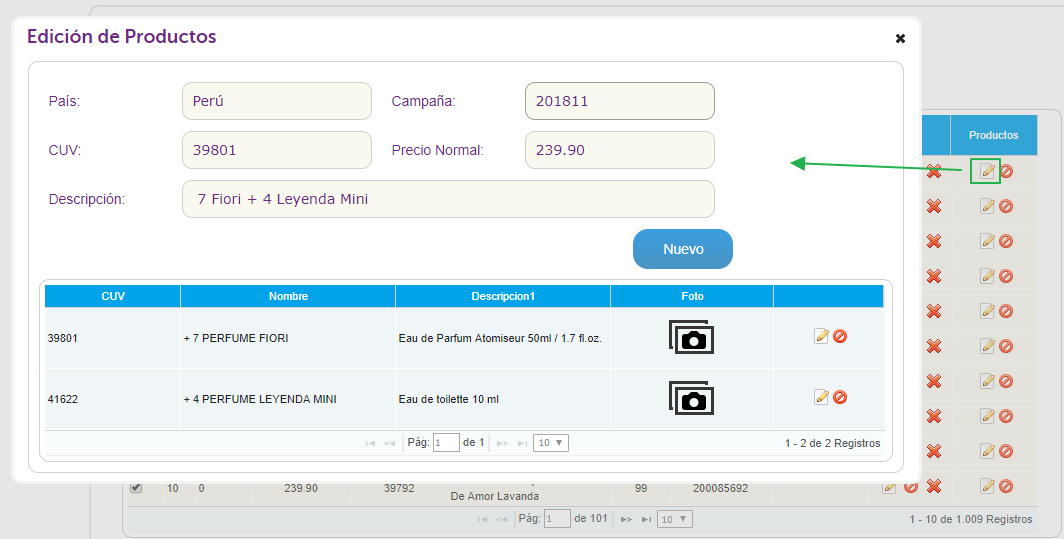 Edición de Productos
País: Perú Campaña: 201811
CUV: 39801 Precio Normal: 239.90
Descripción: 7 Fiori + 4 Leyenda Mini
Nuevo
Productos
CUV Nombre Descripcion1 Foto
39801 + 7 PERFUME FIORI Eau de Parfum Atomiseur 50ml / 1.7 fl.oz.
41622 + 4 PERFUME LEYENDA MINI Eau de toilette 10 ml
Pág: 1 de 1 10 1 - 2 de 2 Registros
10 0 239.90 39792 99 200085692
De Amor Lavanda
Pág: 1 de 101 10 1 - 10 de 1.009 Registros